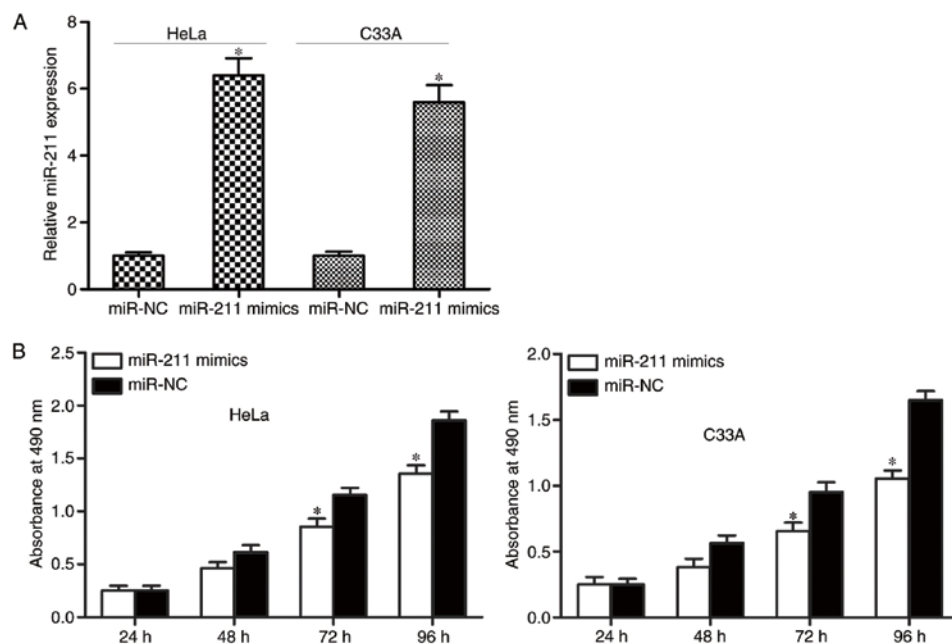 A
HeLa
C33A
*
*
Relative miR-211 expression
8
6
4
2
0
miR-NC
miR-211 mimics
miR-NC
miR-211 mimics
B
miR-211 mimics
miR-NC
HeLa
Absorbance at 490 nm
2.5
2.0
1.5
1.0
0.5
0.0
*
*
24 h
48 h
72 h
96 h
miR-211 mimics
miR-NC
C33A
Absorbance at 490 nm
2.0
1.5
1.0
0.5
0.0
*
*
24 h
48 h
72 h
96 h